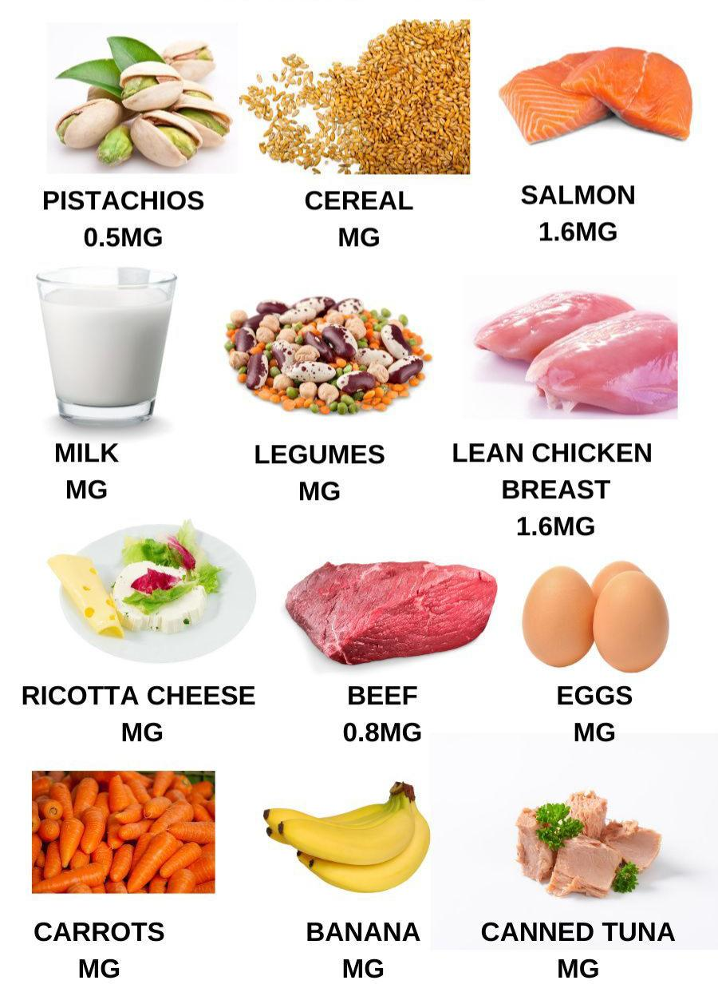 PISTACHIOS
0.5MG
CEREAL
MG
SALMON
1.6MG
MILK
MG
LEGUMES
MG
LEAN CHICKEN
BREAST
1.6MG
RICOTTA CHEESE
MG
BEEF
0.8MG
EGGS
MG
CARROTS
MG
BANANA
MG
CANNED TUNA
MG